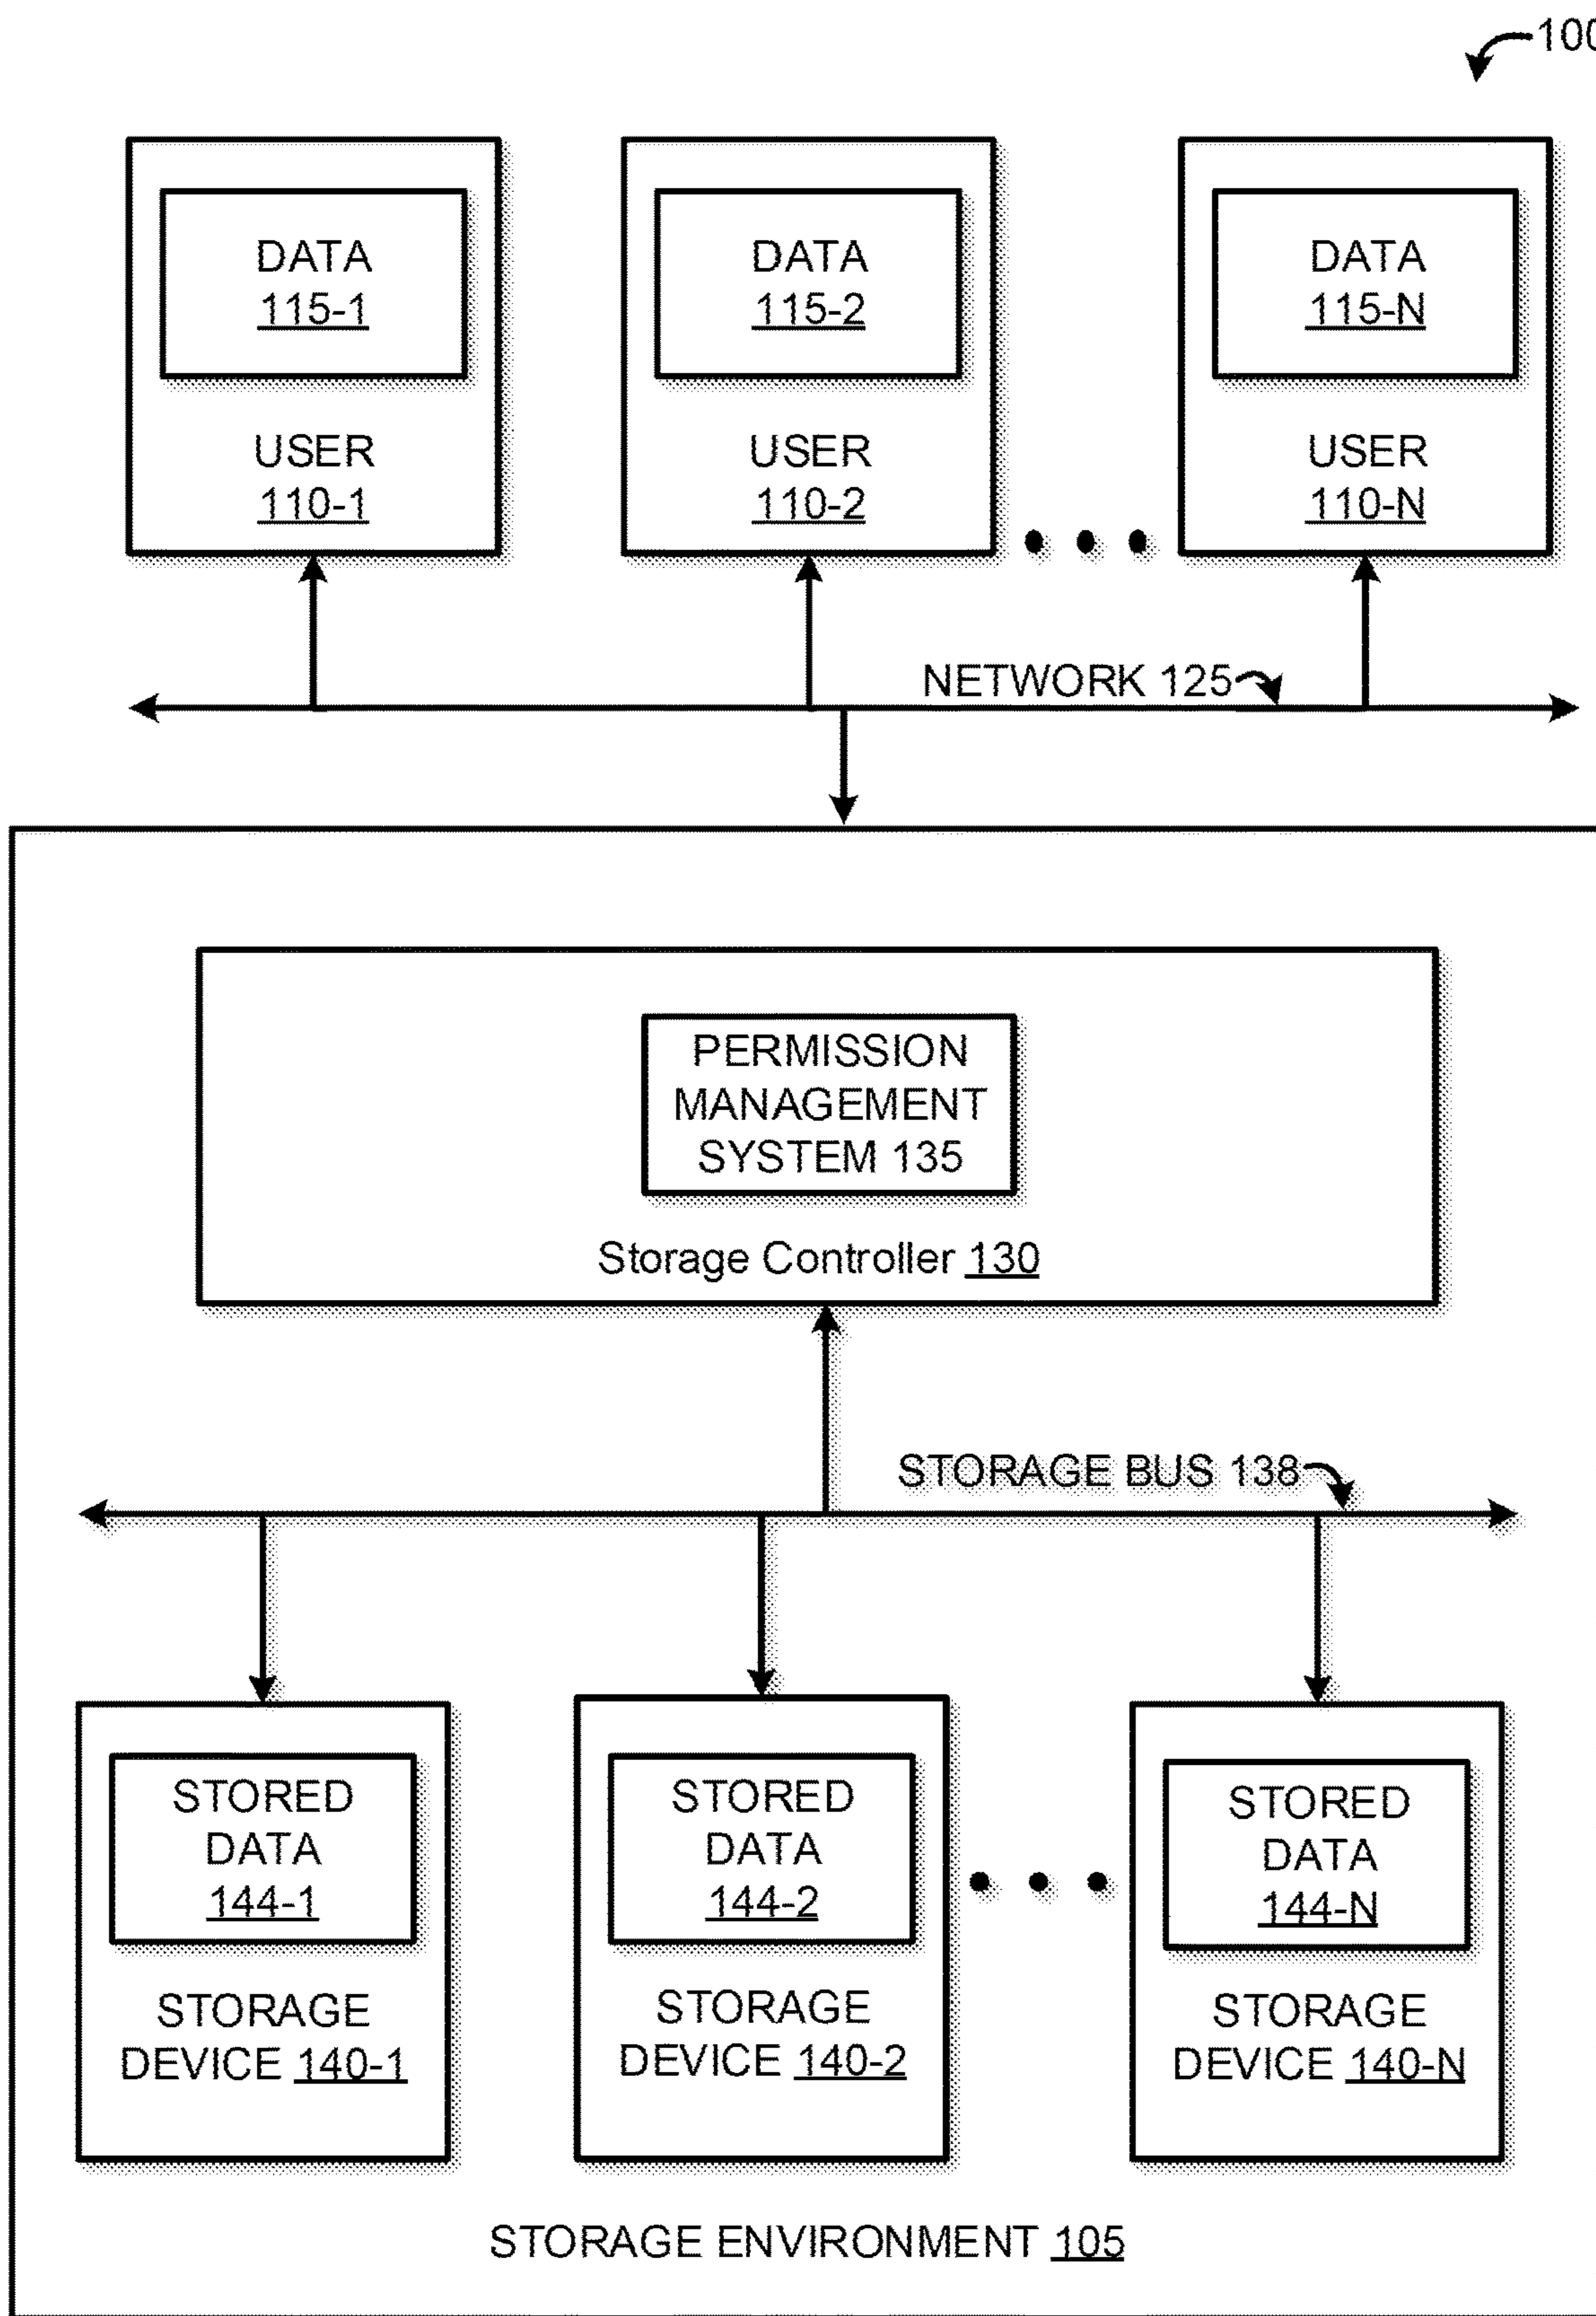 100
DATA
115-1
USER
110-1
DATA
115-2
USER
110-2
DATA
115-N
USER
110-N
NETWORK 125
PERMISSION
MANAGEMENT
SYSTEM 135
Storage Controller 130
STORAGE BUS 138
STORED
DATA
144-1
STORAGE
DEVICE 140-1
STORED
DATA
144-2
STORAGE
DEVICE 140-2
STORED
DATA
144-N
STORAGE
DEVICE 140-N
STORAGE ENVIRONMENT 105